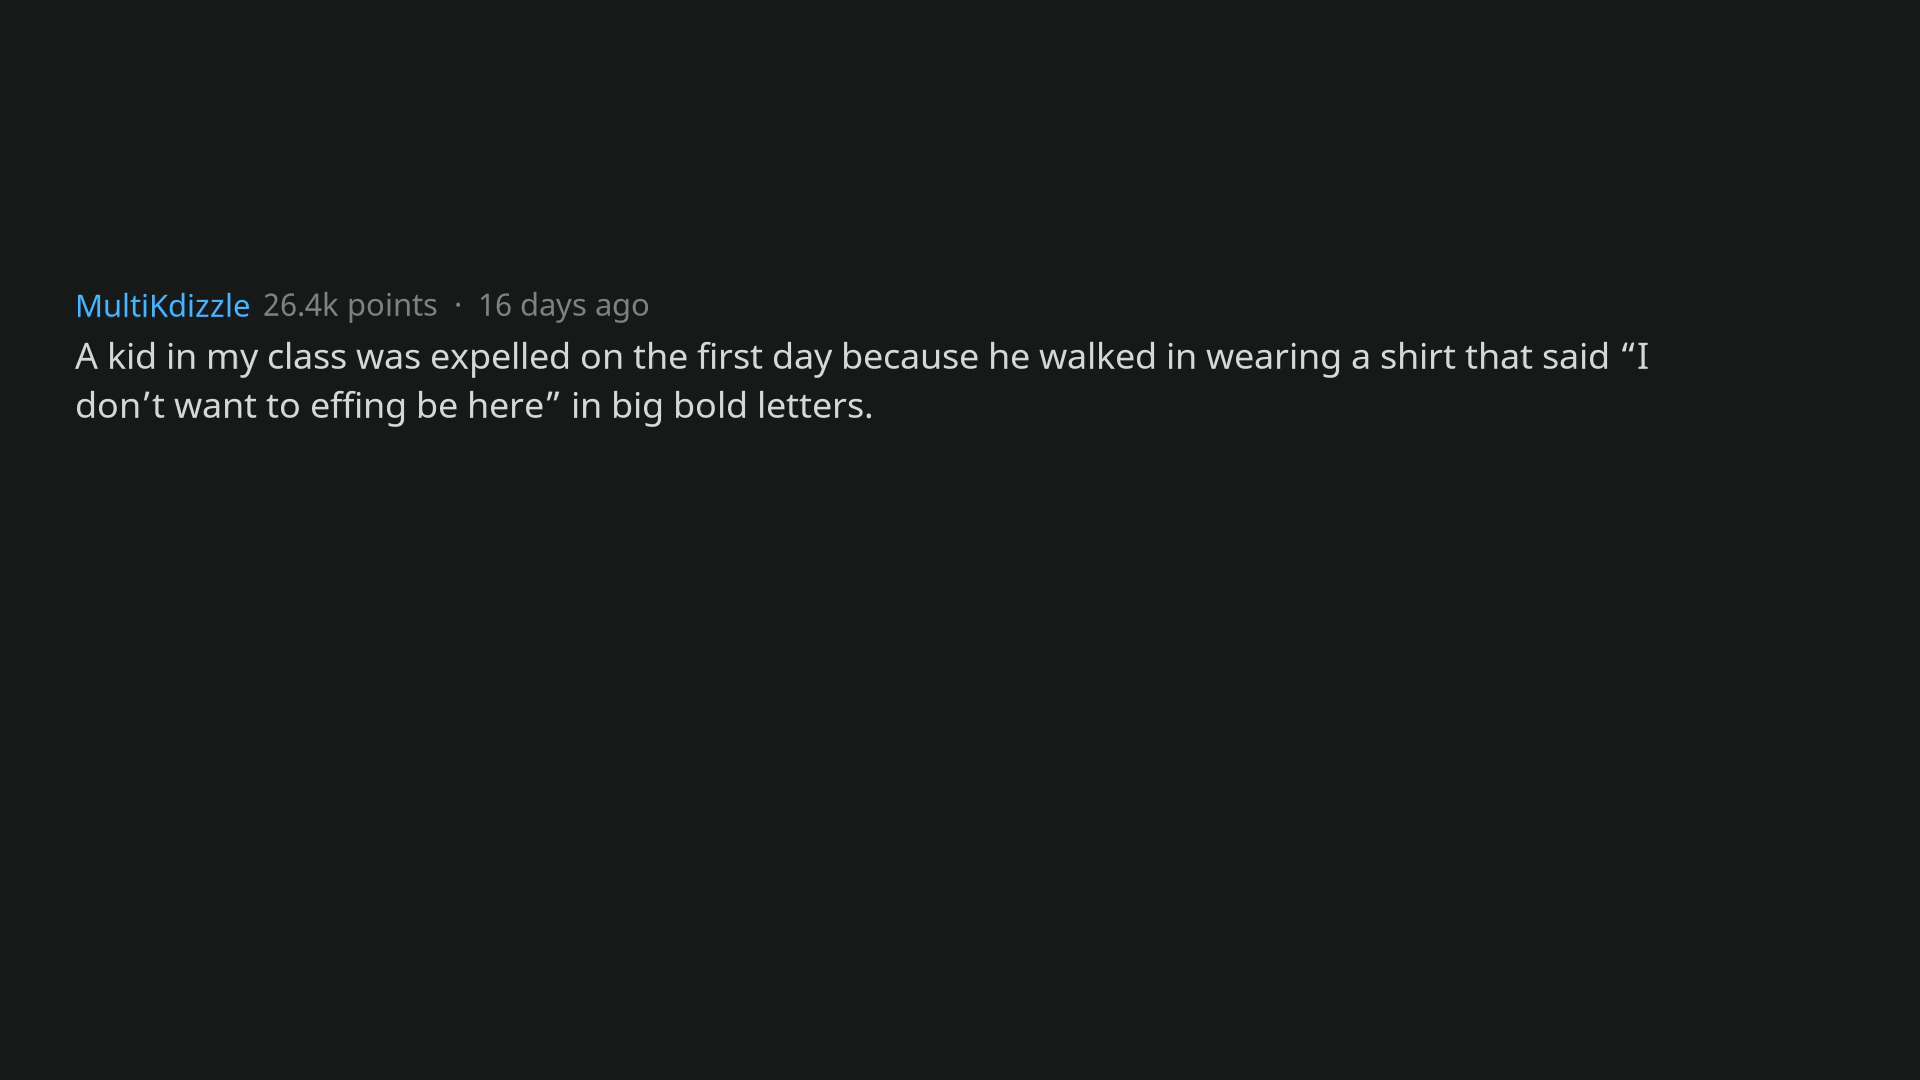 MultiKdizzle 26.4k points · 16 days ago
A kid in my class was expelled on the first day because he walked in wearing a shirt that said “I
don’t want to effing be here” in big bold letters.